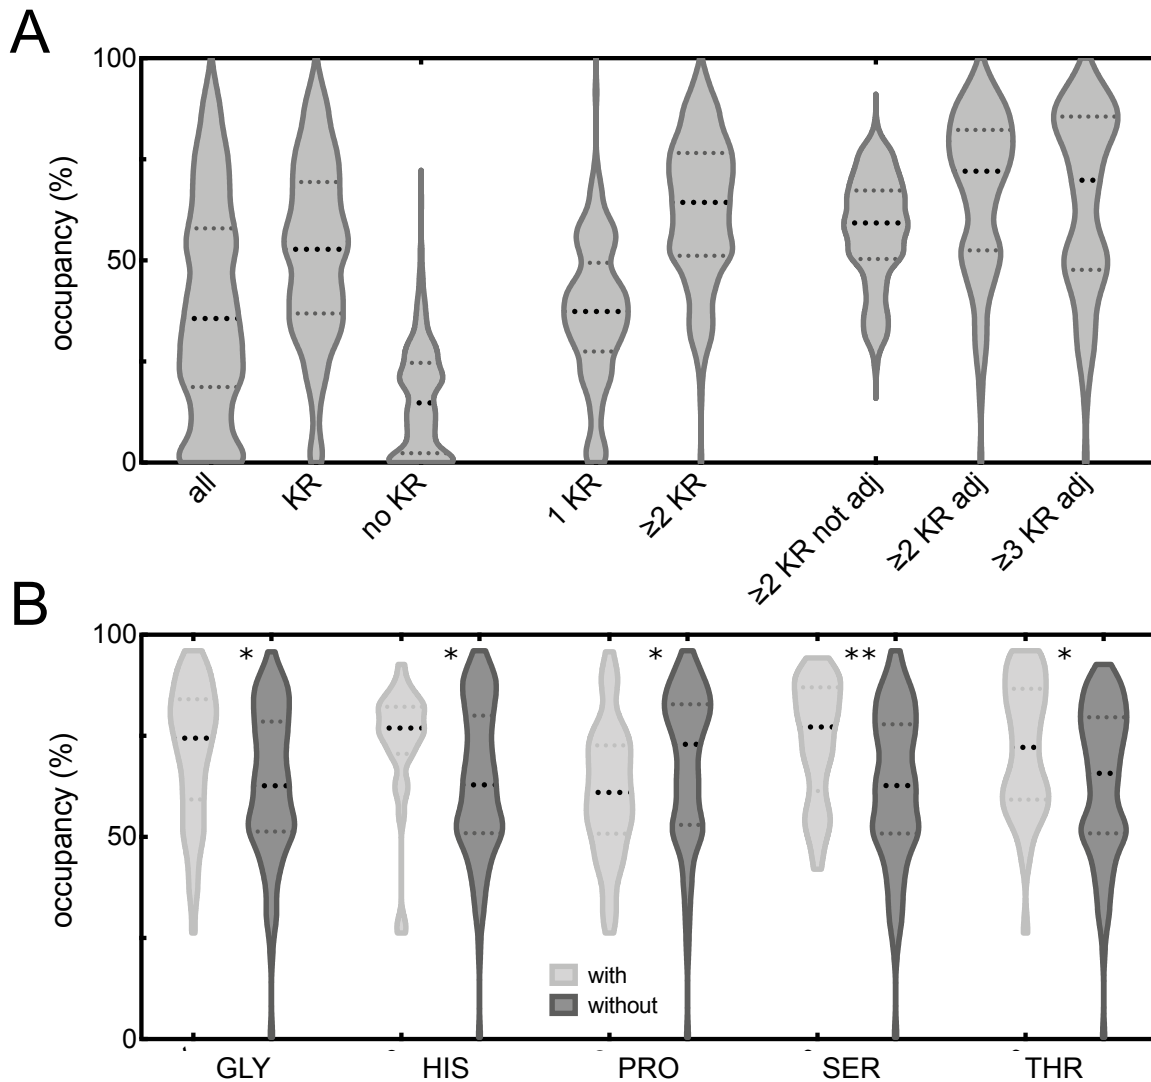 A
100
50
0
occupancy (%)
all
KR
no KR
1 KR
≥2 KR
≥2 KR not adj
≥2 KR adj
≥3 KR adj
B
100
50
0
occupancy (%)
*
*
*
**
*
with
without
GLY
HIS
PRO
SER
THR